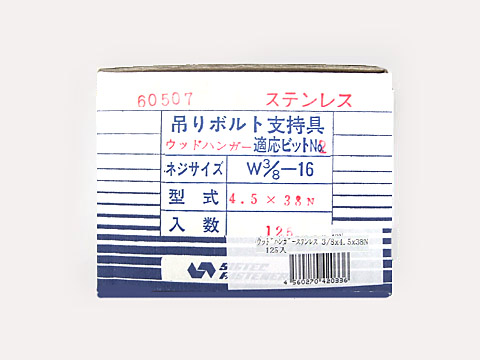 60507 ステンレス
吊りボルト支持具
ウッドハンガー 適応ビットNo.2
ネジサイズ W3/8-16
型式 4.5×38N
入数 125
ｳｯﾄﾞﾊﾝｶﾞｰｽﾃﾝﾚｽ 3/8x4.5x38N
125入
4 560270 420336